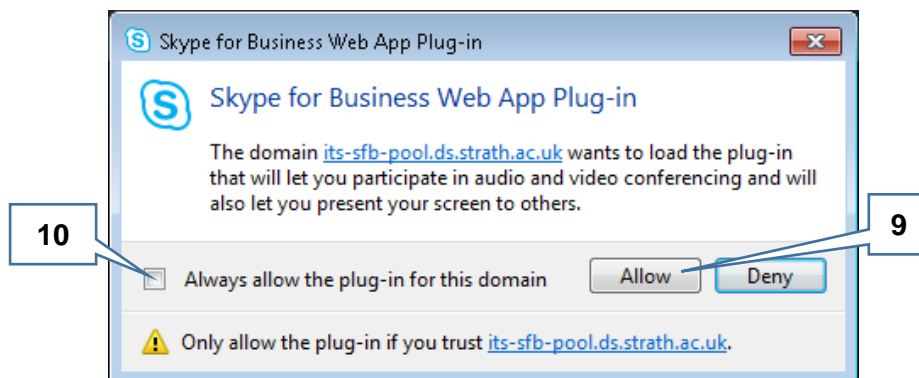 Skype for Business Web App Plug-in
Skype for Business Web App Plug-in
The domain its-sfb-pool.ds.strath.ac.uk wants to load the plug-in
that will let you participate in audio and video conferencing and will
also let you present your screen to others.
10
9
Always allow the plug-in for this domain
Allow
Deny
Only allow the plug-in if you trust its-sfb-pool.ds.strath.ac.uk.